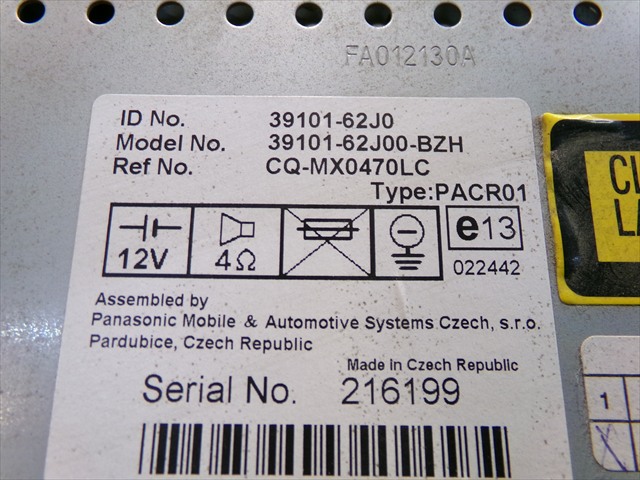 FA012130A
ID No. 39101-62J0
Model No. 39101-62J00-BZH
Ref No. CQ-MX0470LC
Type:PACR01
12V 4Ω e13
022442
Assembled by
Panasonic Mobile & Automotive Systems Czech, s.r.o.
Pardubice, Czech Republic
Made in Czech Republic
Serial No. 216199
1